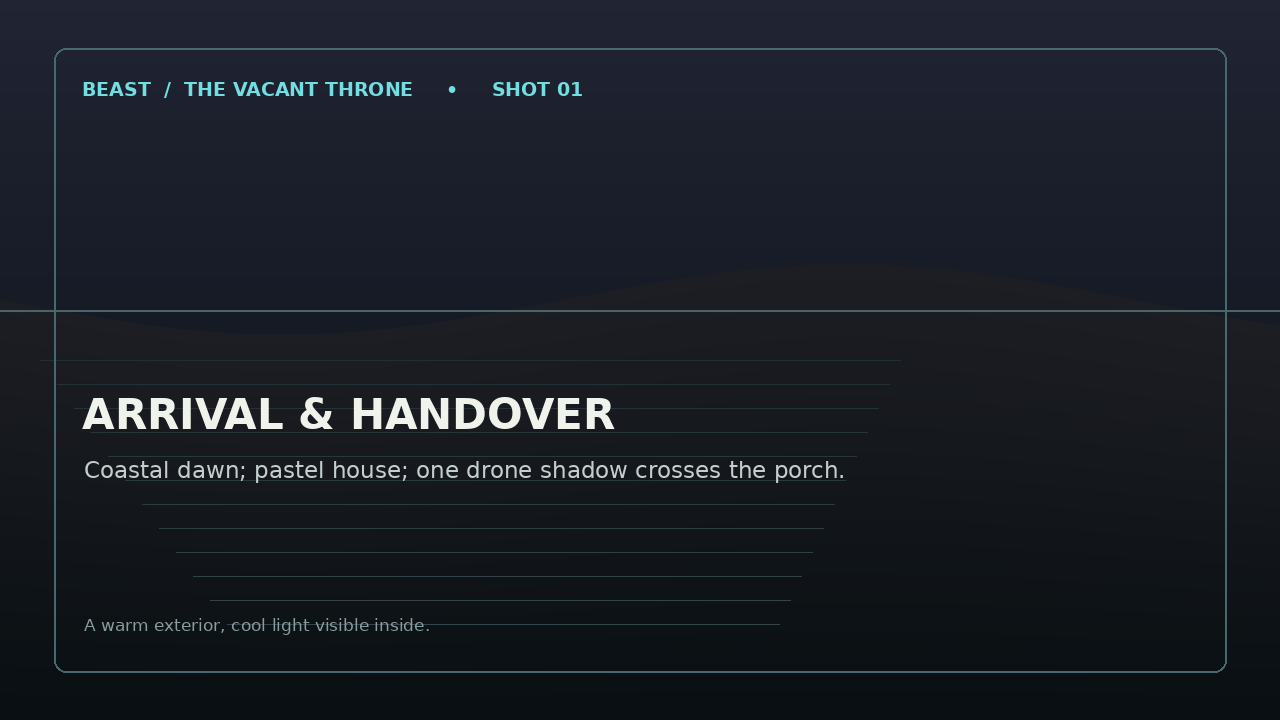 BEAST / THE VACANT THRONE • SHOT 01
ARRIVAL & HANDOVER
Coastal dawn; pastel house; one drone shadow crosses the porch.
A warm exterior, cool light visible inside.